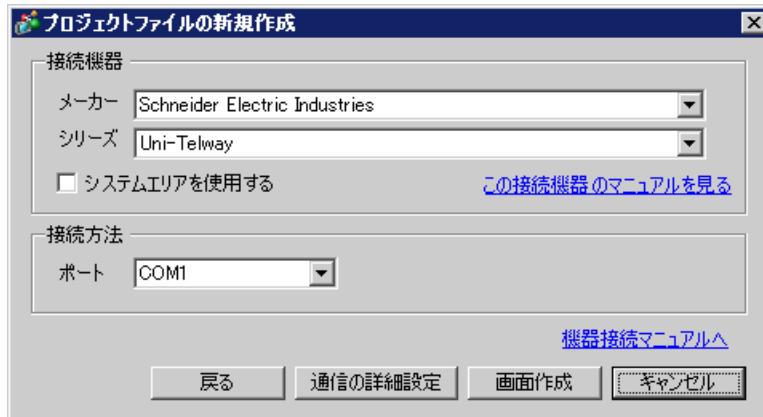 プロジェクトファイルの新規作成
接続機器
メーカー Schneider Electric Industries
シリーズ Uni-Telway
システムエリアを使用する この接続機器のマニュアルを見る
接続方法
ポート COM1
機器接続マニュアルへ
戻る 通信の詳細設定 画面作成 キャンセル